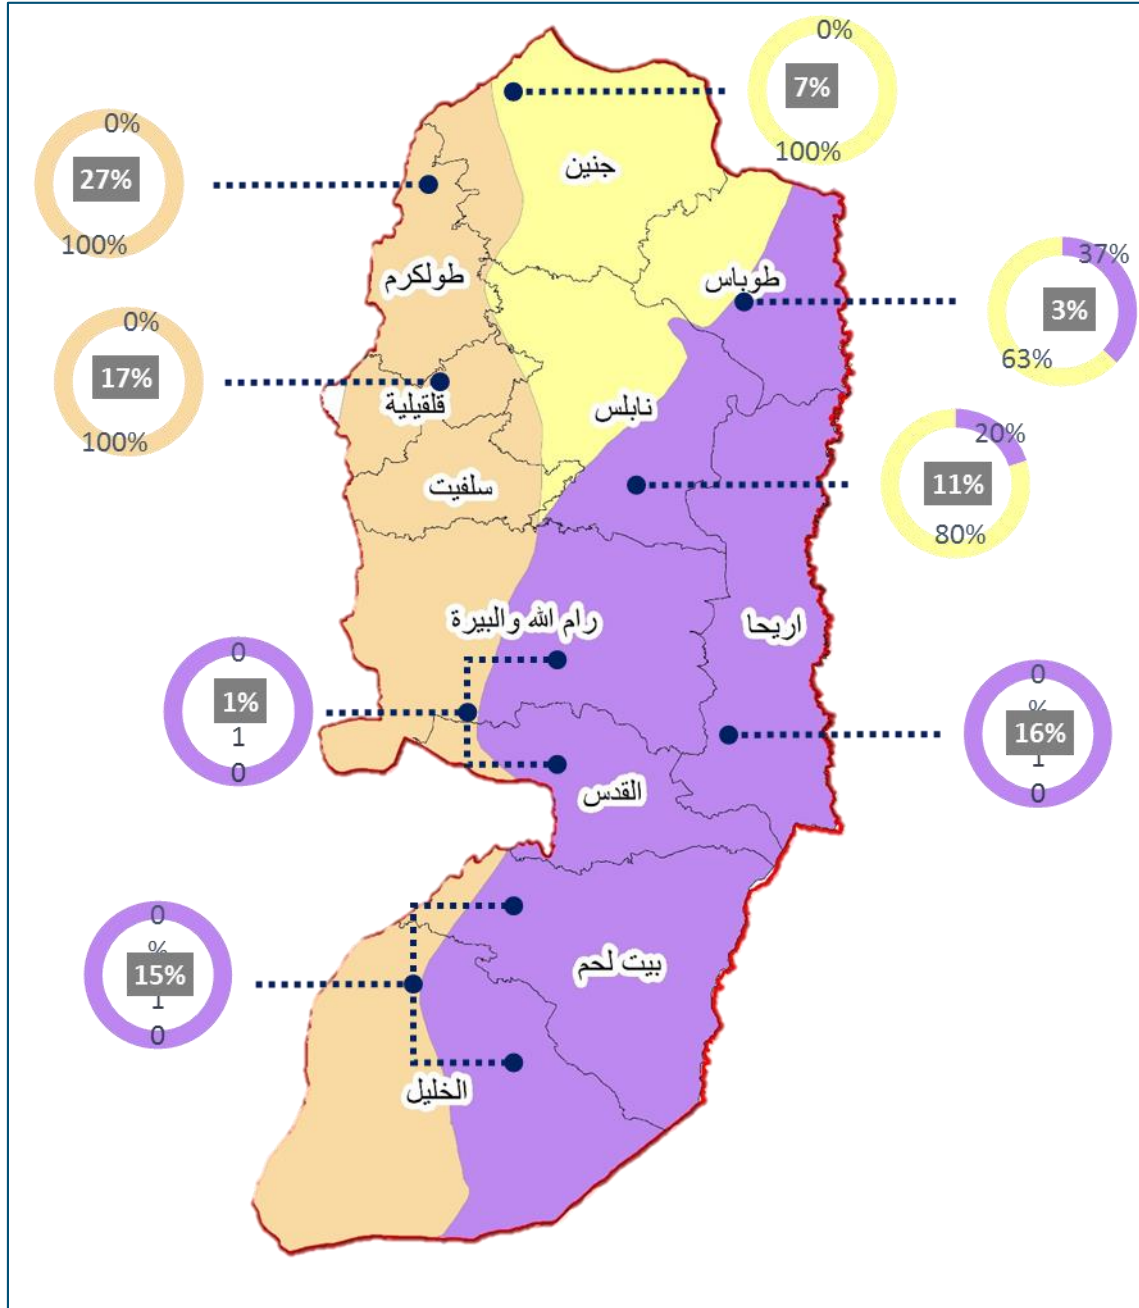 0%
7%
100%
0%
27%
100%
جنين
طوباس
37%
3%
63%
طولكرم
0%
17%
100%
قلقيلية
نابلس
20%
11%
80%
سلفيت
رام الله والبيرة
اريحا
0
1%
1
0
0
%
16%
1
0
القدس
0
%
15%
1
0
بيت لحم
الخليل